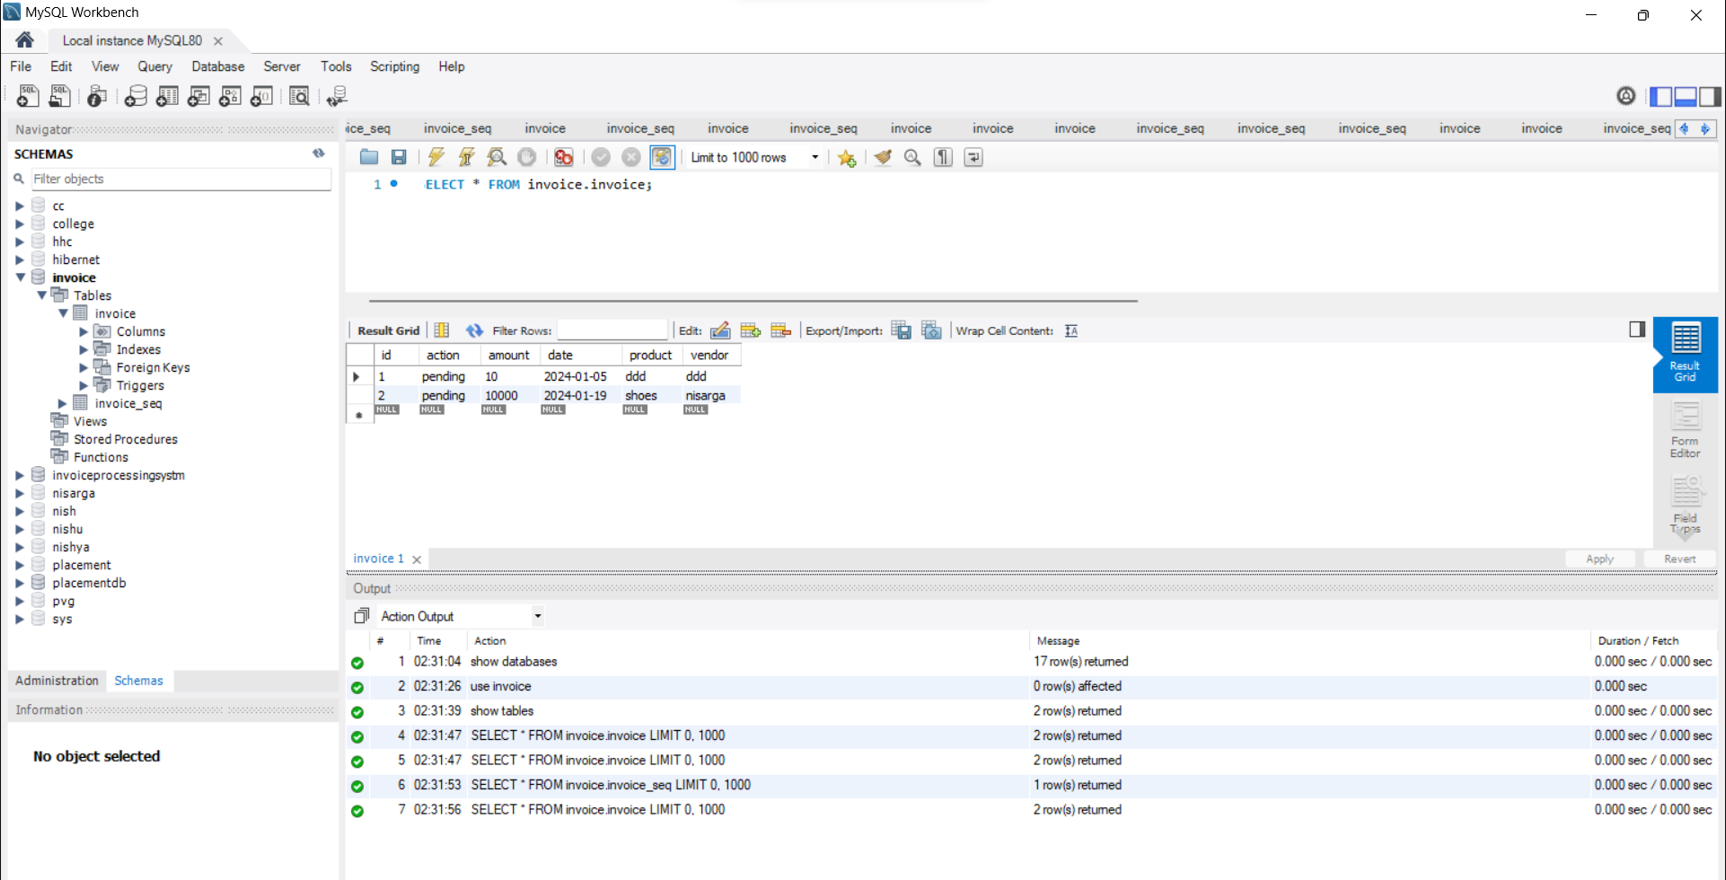 MySQL Workbench
Local instance MySQL80
File Edit View Query Database Server Tools Scripting Help
Navigator
SCHEMAS
Filter objects
cc
college
hhc
hibernet
invoice
Tables
invoice
Columns
Indexes
Foreign Keys
Triggers
invoice_seq
Views
Stored Procedures
Functions
invoiceprocessingsystm
nisarga
nish
nishu
nishya
placement
placementdb
pvg
sys
Administration Schemas
Information
No object selected
ice_seq invoice_seq invoice invoice_seq invoice invoice_seq invoice invoice invoice invoice_seq invoice_seq invoice_seq invoice invoice invoice_seq
Limit to 1000 rows
1 ELECT * FROM invoice.invoice;
Result Grid Filter Rows: Edit: Export/Import: Wrap Cell Content:
id action amount date product vendor
1 pending 10 2024-01-05 ddd ddd
2 pending 10000 2024-01-19 shoes nisarga
NULL NULL NULL NULL NULL NULL
Result
Grid
Form
Editor
Field
Types
invoice 1 Apply Revert
Output
Action Output
# Time Action Message Duration / Fetch
1 02:31:04 show databases 17 row(s) returned 0.000 sec / 0.000 sec
2 02:31:26 use invoice 0 row(s) affected 0.000 sec
3 02:31:39 show tables 2 row(s) returned 0.000 sec / 0.000 sec
4 02:31:47 SELECT * FROM invoice.invoice LIMIT 0, 1000 2 row(s) returned 0.000 sec / 0.000 sec
5 02:31:47 SELECT * FROM invoice.invoice LIMIT 0, 1000 2 row(s) returned 0.000 sec / 0.000 sec
6 02:31:53 SELECT * FROM invoice.invoice_seq LIMIT 0, 1000 1 row(s) returned 0.000 sec / 0.000 sec
7 02:31:56 SELECT * FROM invoice.invoice LIMIT 0, 1000 2 row(s) returned 0.000 sec / 0.000 sec